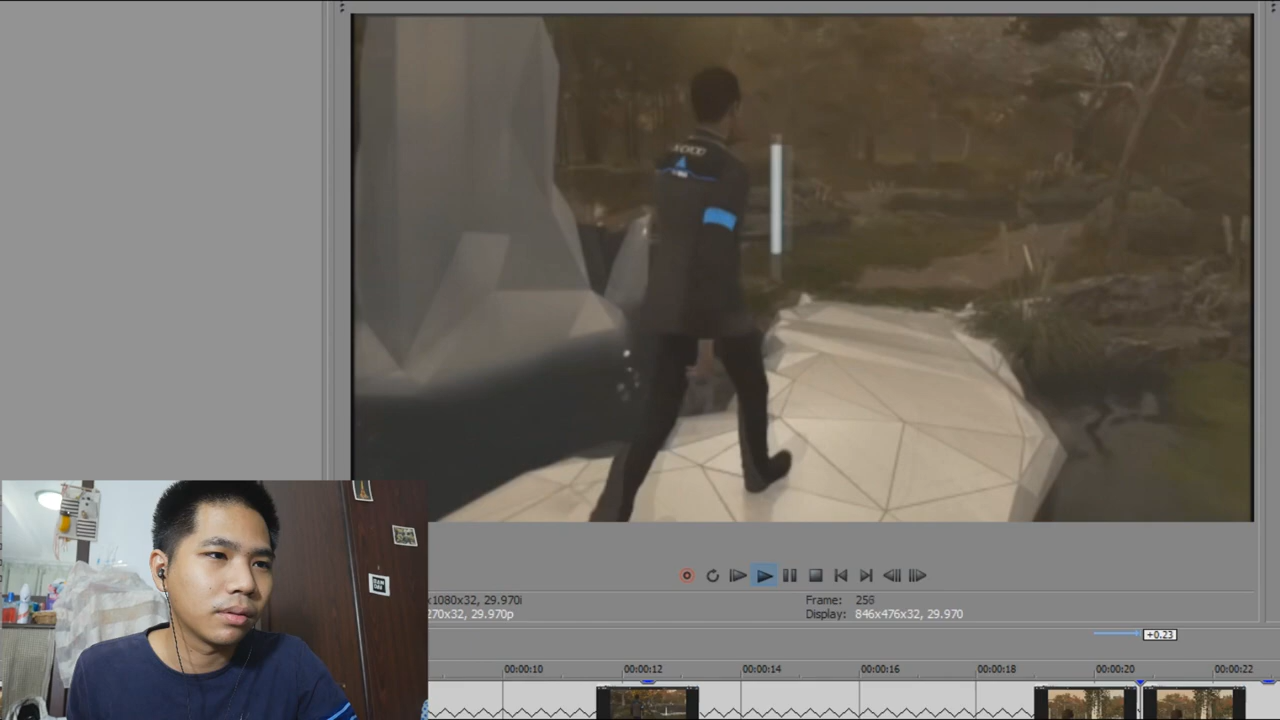 x1080x32, 29.970i
270x32, 29.970p
Frame: 256
Display: 846x476x32, 29.970
+0.23
00:00:10
00:00:12
00:00:14
00:00:16
00:00:18
00:00:20
00:00:22